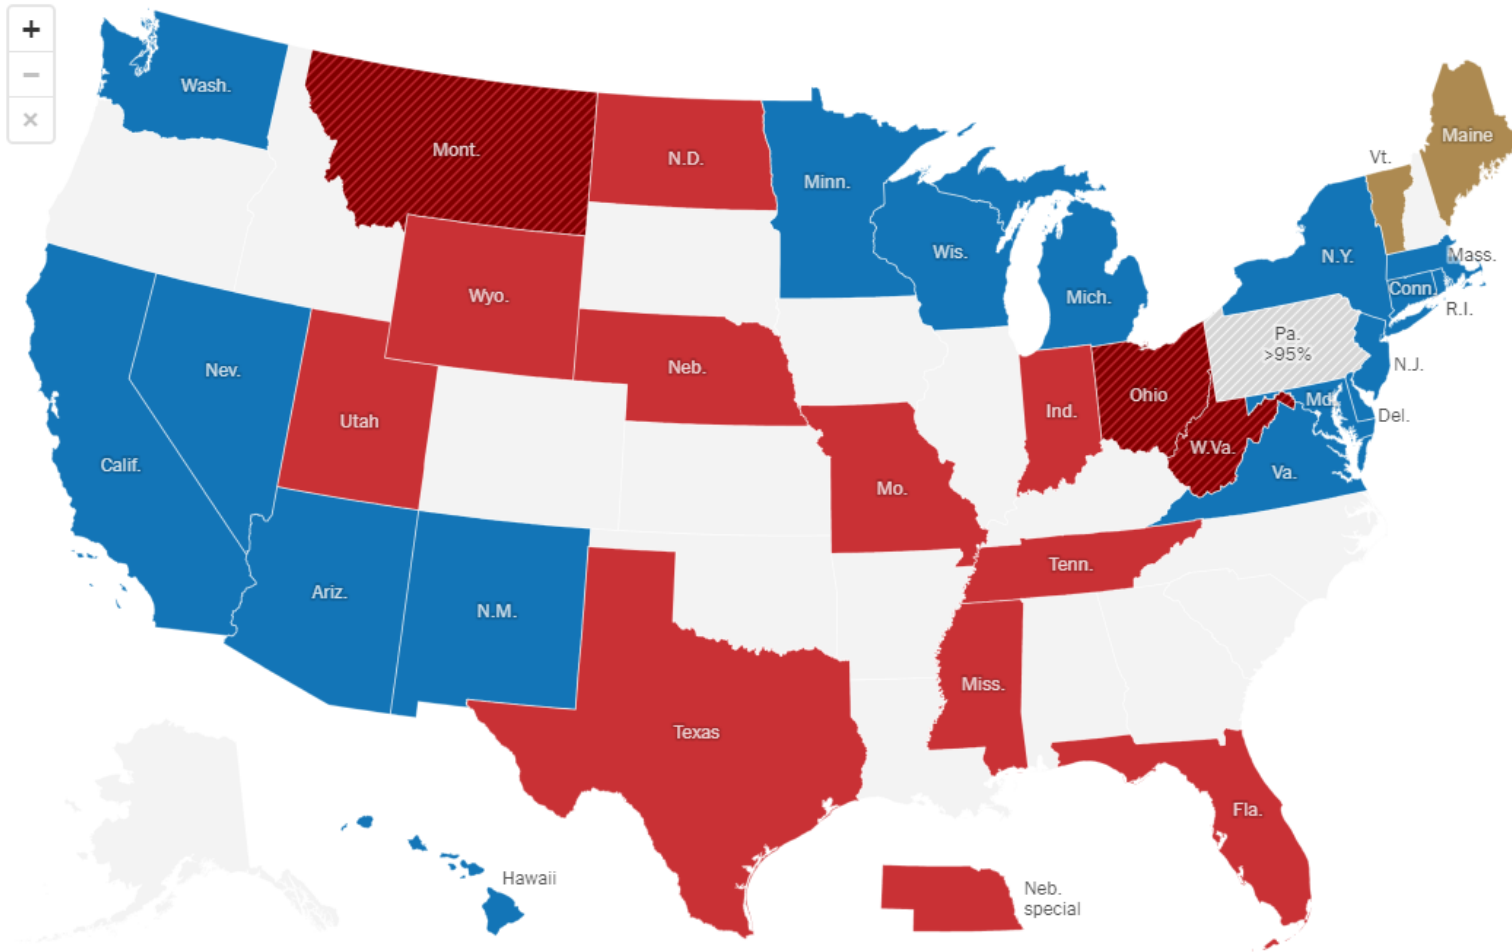 +
−
×
Wash.
Mont.
N.D.
Minn.
Maine
Vt.
Wis.
N.Y.
Mass.
Mich.
Conn.
R.I.
Wyo.
Pa.
>95%
Nev.
Neb.
N.J.
Utah
Ind.
Ohio
Md.
Del.
Calif.
Mo.
W.Va.
Va.
Ariz.
N.M.
Tenn.
Miss.
Texas
Fla.
Hawaii
Neb.
special